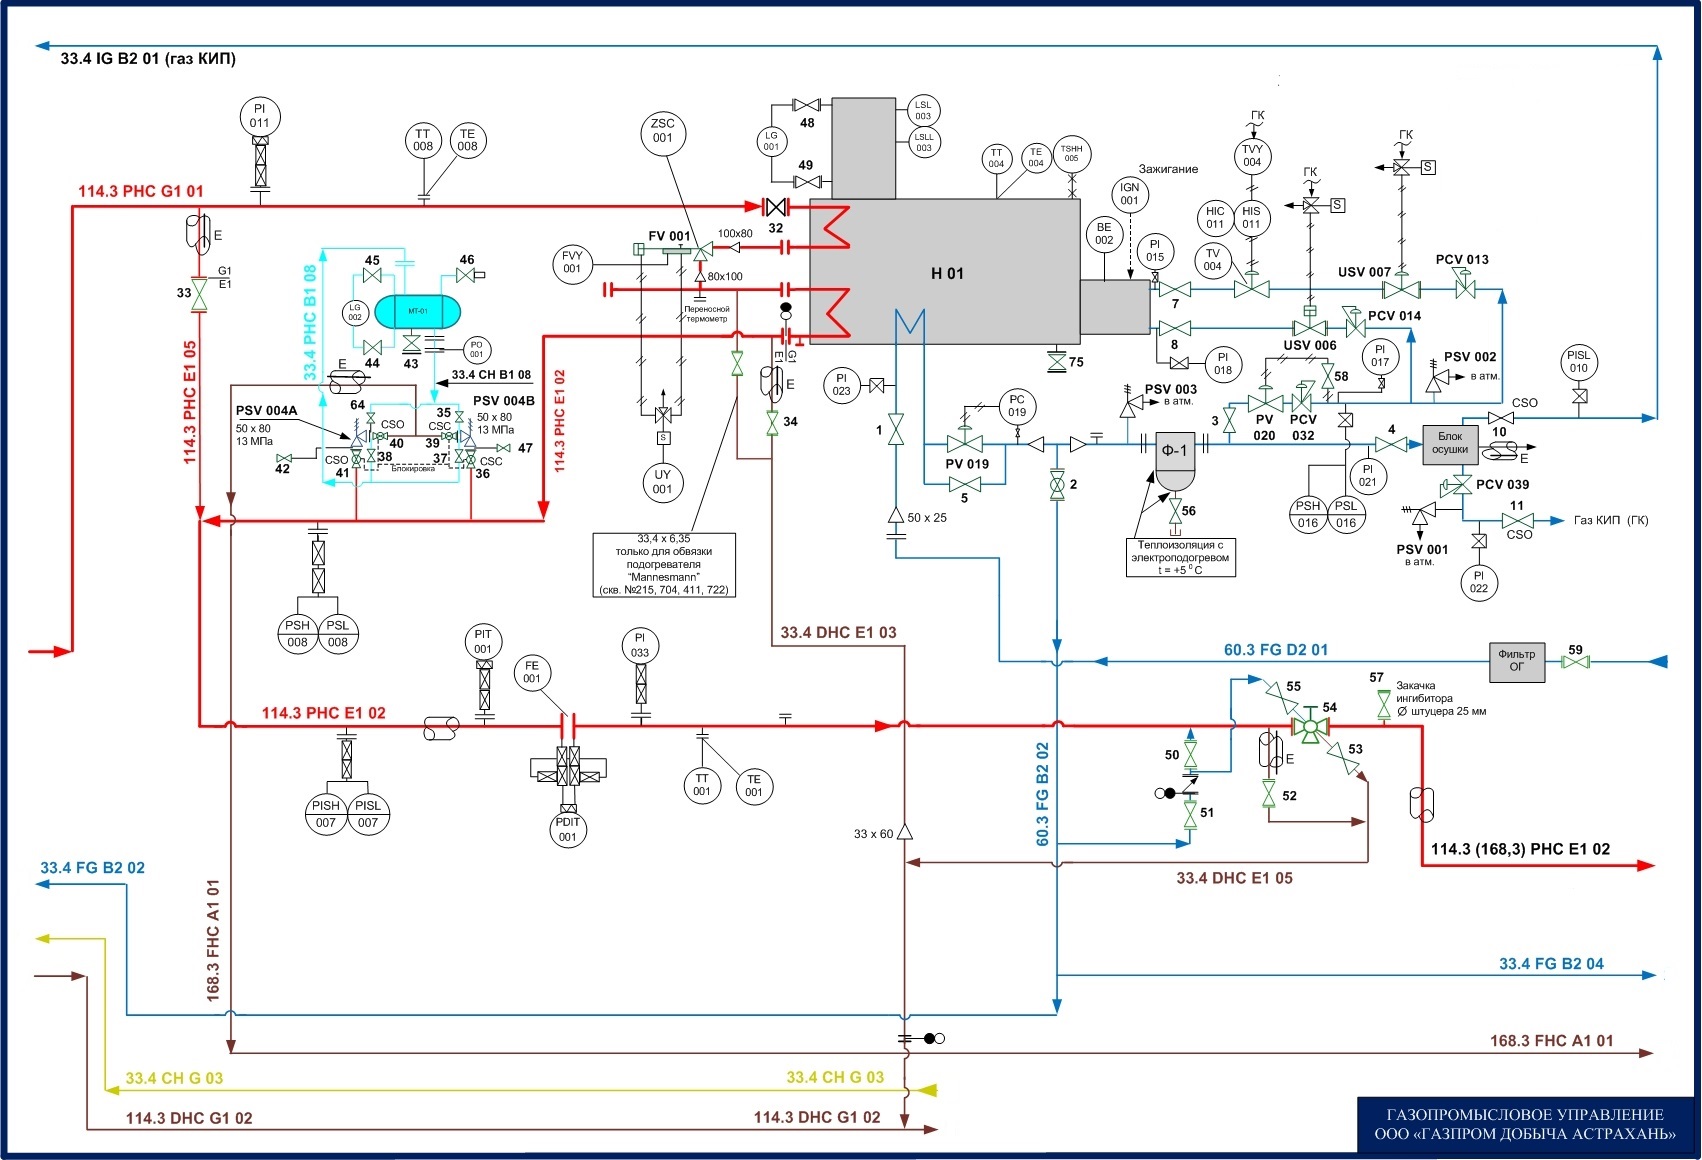 33.4 IG B2 01 (газ КИП)
PI
011
TT
008
TE
008
114.3 PHC G1 01
E
G1
E1
33
114.3 PHC E1 05
33.4 PHC B1 08
45
46
LG
002
МТ-01
44
43
PO
001
E
33.4 CH B1 08
PSV 004A
50 x 80
13 МПа
64
35
PSV 004B
50 x 80
13 МПа
CSO
40
CSC
39
47
42
CSO
41
38
Блокировка
37
CSC
36
114.3 PHC E1 02
ZSC
001
FV 001
100x80
FVY
001
80x100
Переносной
термометр
S
UY
001
G1
E1
E
34
33,4 x 6,35
только для обвязки
подогревателя
"Mannesmann"
(скв. №215, 704, 411, 722)
48
LG
001
49
LSL
003
LSLL
003
32
H 01
TT
004
TE
004
TSHH
005
Зажигание
IGN
001
BE
002
PI
015
7
8
PI
018
75
ГК
TVY
004
HIC
011
HIS
011
TV
004
ГК
S
ГК
S
USV 007
PCV 013
PCV 014
USV 006
PI
017
58
PSV 002
в атм.
PISL
010
PI
023
1
PC
019
PV 019
5
50 x 25
2
PSV 003
в атм.
Ф-1
56
Теплоизоляция с
электроподогревом
t = +5 0 C
3
PV
020
PCV
032
4
PI
021
PSH
016
PSL
016
Блок
осушки
CSO
10
E
PCV 039
11
CSO
Газ КИП (ГК)
PSV 001
в атм.
PI
022
PSH
008
PSL
008
33.4 DHC E1 03
60.3 FG D2 01
Фильтр
ОГ
59
114.3 PHC E1 02
PIT
001
FE
001
PI
033
PISH
007
PISL
007
PDIT
001
TT
001
TE
001
33 x 60
60.3 FG B2 02
50
51
55
54
53
E
52
57
Закачка
ингибитора
Ø штуцера 25 мм
114.3 (168,3) PHC E1 02
33.4 DHC E1 05
33.4 FG B2 02
168.3 FHC A1 01
33.4 FG B2 04
168.3 FHC A1 01
33.4 CH G 03
33.4 CH G 03
114.3 DHC G1 02
114.3 DHC G1 02
ГАЗОПРОМЫСЛОВОЕ УПРАВЛЕНИЕ
ООО «ГАЗПРОМ ДОБЫЧА АСТРАХАНЬ»